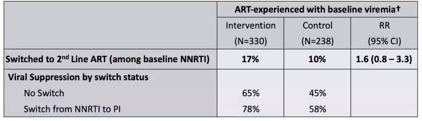 ART-experienced with baseline viremia†
Intervention Control RR
(N=330) (N=238) (95% CI)
Switched to 2nd Line ART (among baseline NNRTI) 17% 10% 1.6 (0.8 – 3.3)
Viral Suppression by switch status
No Switch 65% 45%
Switch from NNRTI to PI 78% 58%